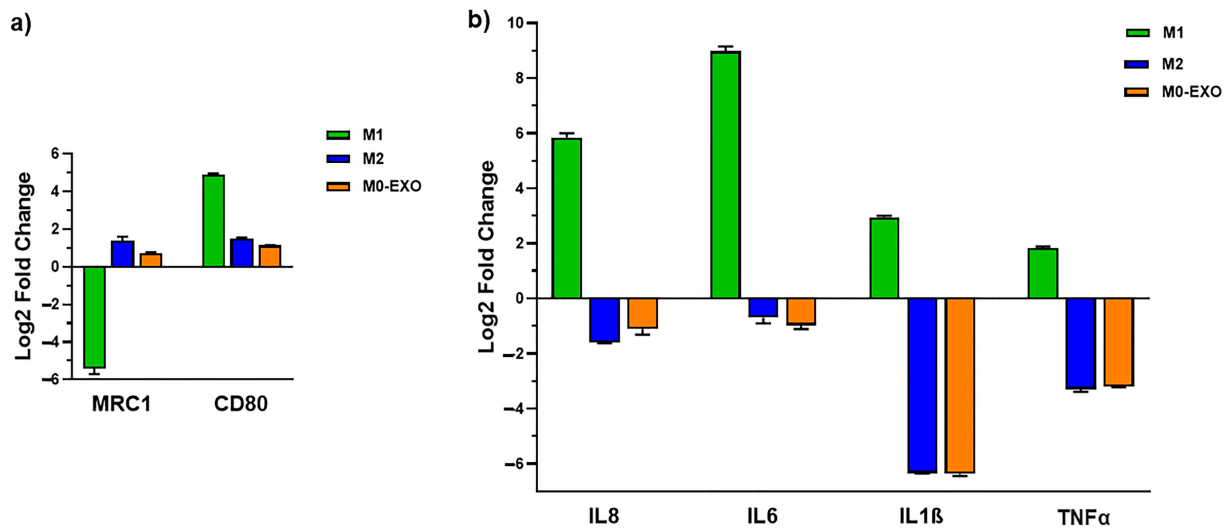 a)
M1
M2
M0-EXO
Log2 Fold Change
6
4
2
0
−2
−4
−6
MRC1 CD80
b)
M1
M2
M0-EXO
Log2 Fold Change
10
8
6
4
2
0
−2
−4
−6
IL8 IL6 IL1ß TNFα